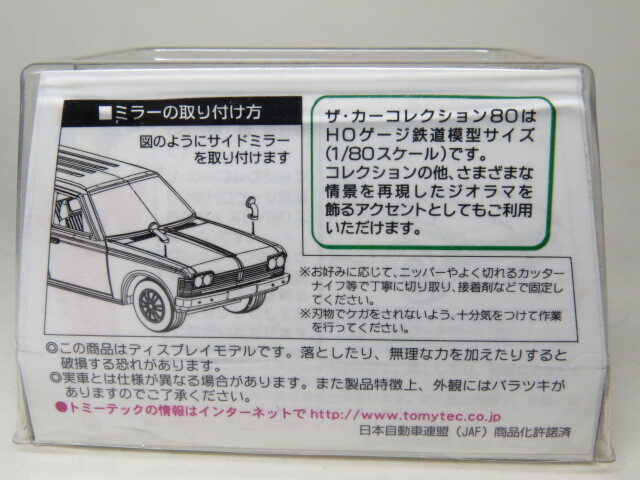 ■ミラーの取り付け方
図のようにサイドミラー
を取り付けます
ザ・カーコレクション80は
HOゲージ鉄道模型サイズ
(1/80スケール)です。
コレクションの他、さまざまな
情景を再現したジオラマを
飾るアクセントとしてもご利用
いただけます。
※お好みに応じて、ニッパーやよく切れるカッター
ナイフ等で丁寧に切り取り、接着剤などで固定し
てください。
※刃物でケガをされないよう、十分気をつけて作業
を行ってください。
◎この商品はディスプレイモデルです。落としたり、無理な力を加えたりすると
破損する恐れがあります。
◎実車とは仕様が異なる場合があります。また製品特徴上、外観にはバラツキが
ありますのでご了承ください。
●トミーテックの情報はインターネットで http://www.tomytec.co.jp
日本自動車連盟(JAF)商品化許諾済